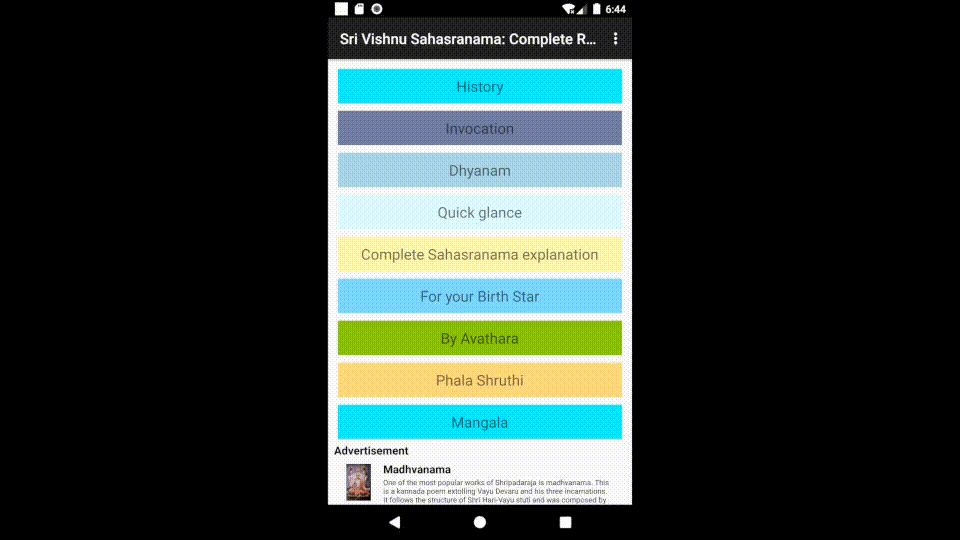 6:44
Sri Vishnu Sahasranama: Complete R...
History
Invocation
Dhyanam
Quick glance
Complete Sahasranama explanation
For your Birth Star
By Avathara
Phala Shruthi
Mangala
Advertisement
Madhvanama
One of the most popular works of Shripadaraja is madhvanama. This
is a kannada poem extolling Vayu Devaru and his three incarnations.
It follows the structure of Shri Hari-Vayu stuti and was composed by